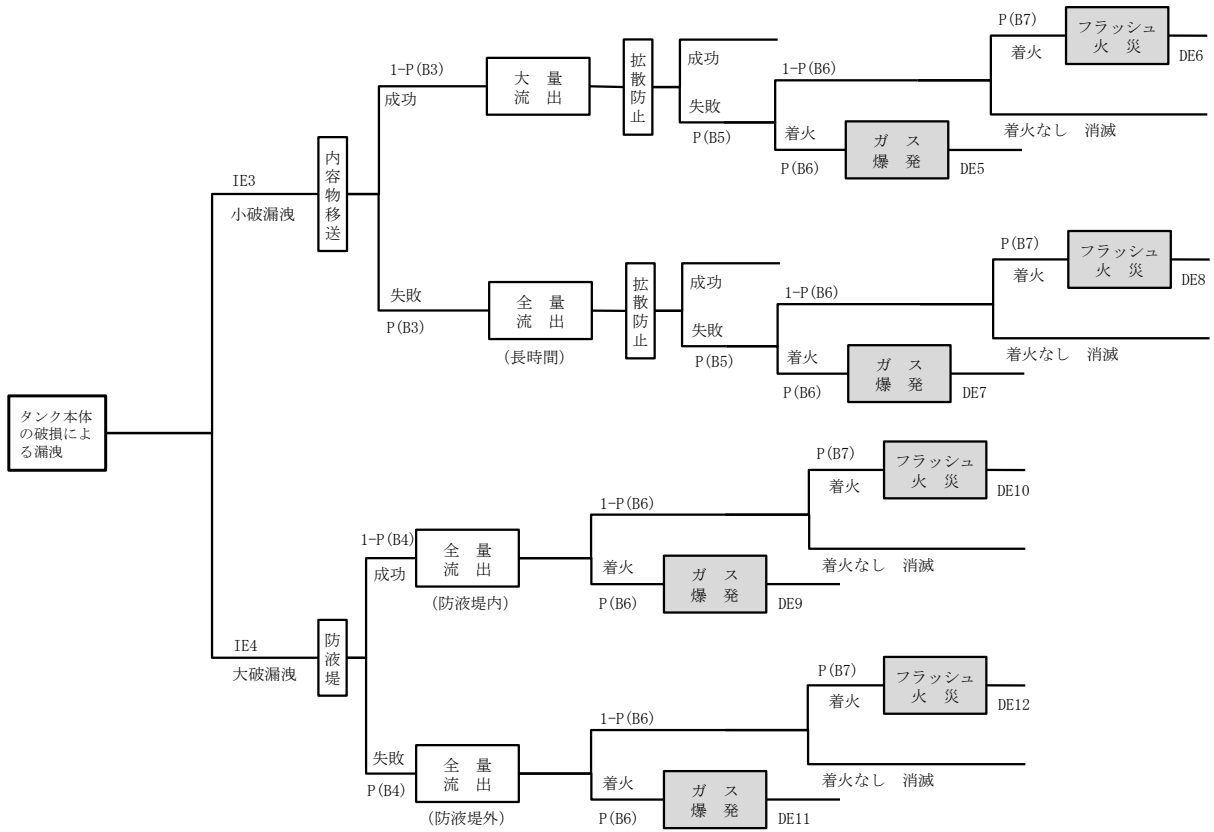 タンク本体
の破損によ
る漏洩
IE3
小破漏洩
内容物移送
1-P(B3)
成功
大 量
流 出
拡散防止
成功
失敗
P(B5)
1-P(B6)
着火
P(B6)
ガ ス
爆 発
DE5
P(B7)
着火
フラッシュ
火 災
DE6
着火なし 消滅
失敗
P(B3)
全 量
流 出
(長時間)
拡散防止
成功
失敗
P(B5)
1-P(B6)
着火
P(B6)
ガ ス
爆 発
DE7
P(B7)
着火
フラッシュ
火 災
DE8
着火なし 消滅
IE4
大破漏洩
防液堤
1-P(B4)
成功
全 量
流 出
(防液堤内)
1-P(B6)
着火
P(B6)
ガ ス
爆 発
DE9
P(B7)
着火
フラッシュ
火 災
DE10
着火なし 消滅
失敗
P(B4)
全 量
流 出
(防液堤外)
1-P(B6)
着火
P(B6)
ガ ス
爆 発
DE11
P(B7)
着火
フラッシュ
火 災
DE12
着火なし 消滅